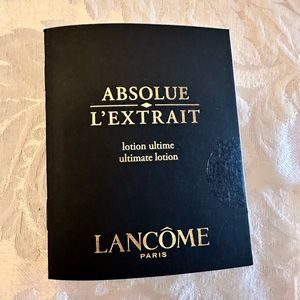 ABSOLUE
L'EXTRAIT
lotion ultime
ultimate lotion
LANCÔME
PARIS